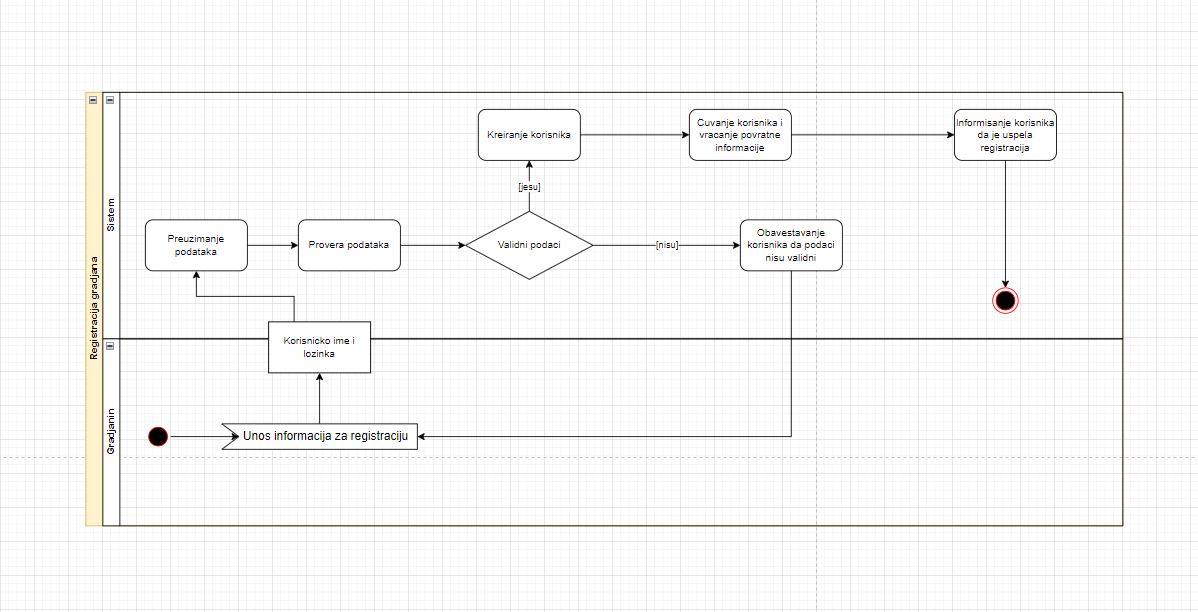 Registracija gradjana
Sistem
Kreiranje korisnika
Cuvanje korisnika i
vracanje povratne
informacije
Informisanje korisnika
da je uspela
registracija
[jesu]
Preuzimanje
podataka
Provera podataka
Validni podaci
[nisu]
Obavestavanje
korisnika da podaci
nisu validni
Korisnicko ime i
lozinka
Gradjanin
Unos informacija za registraciju